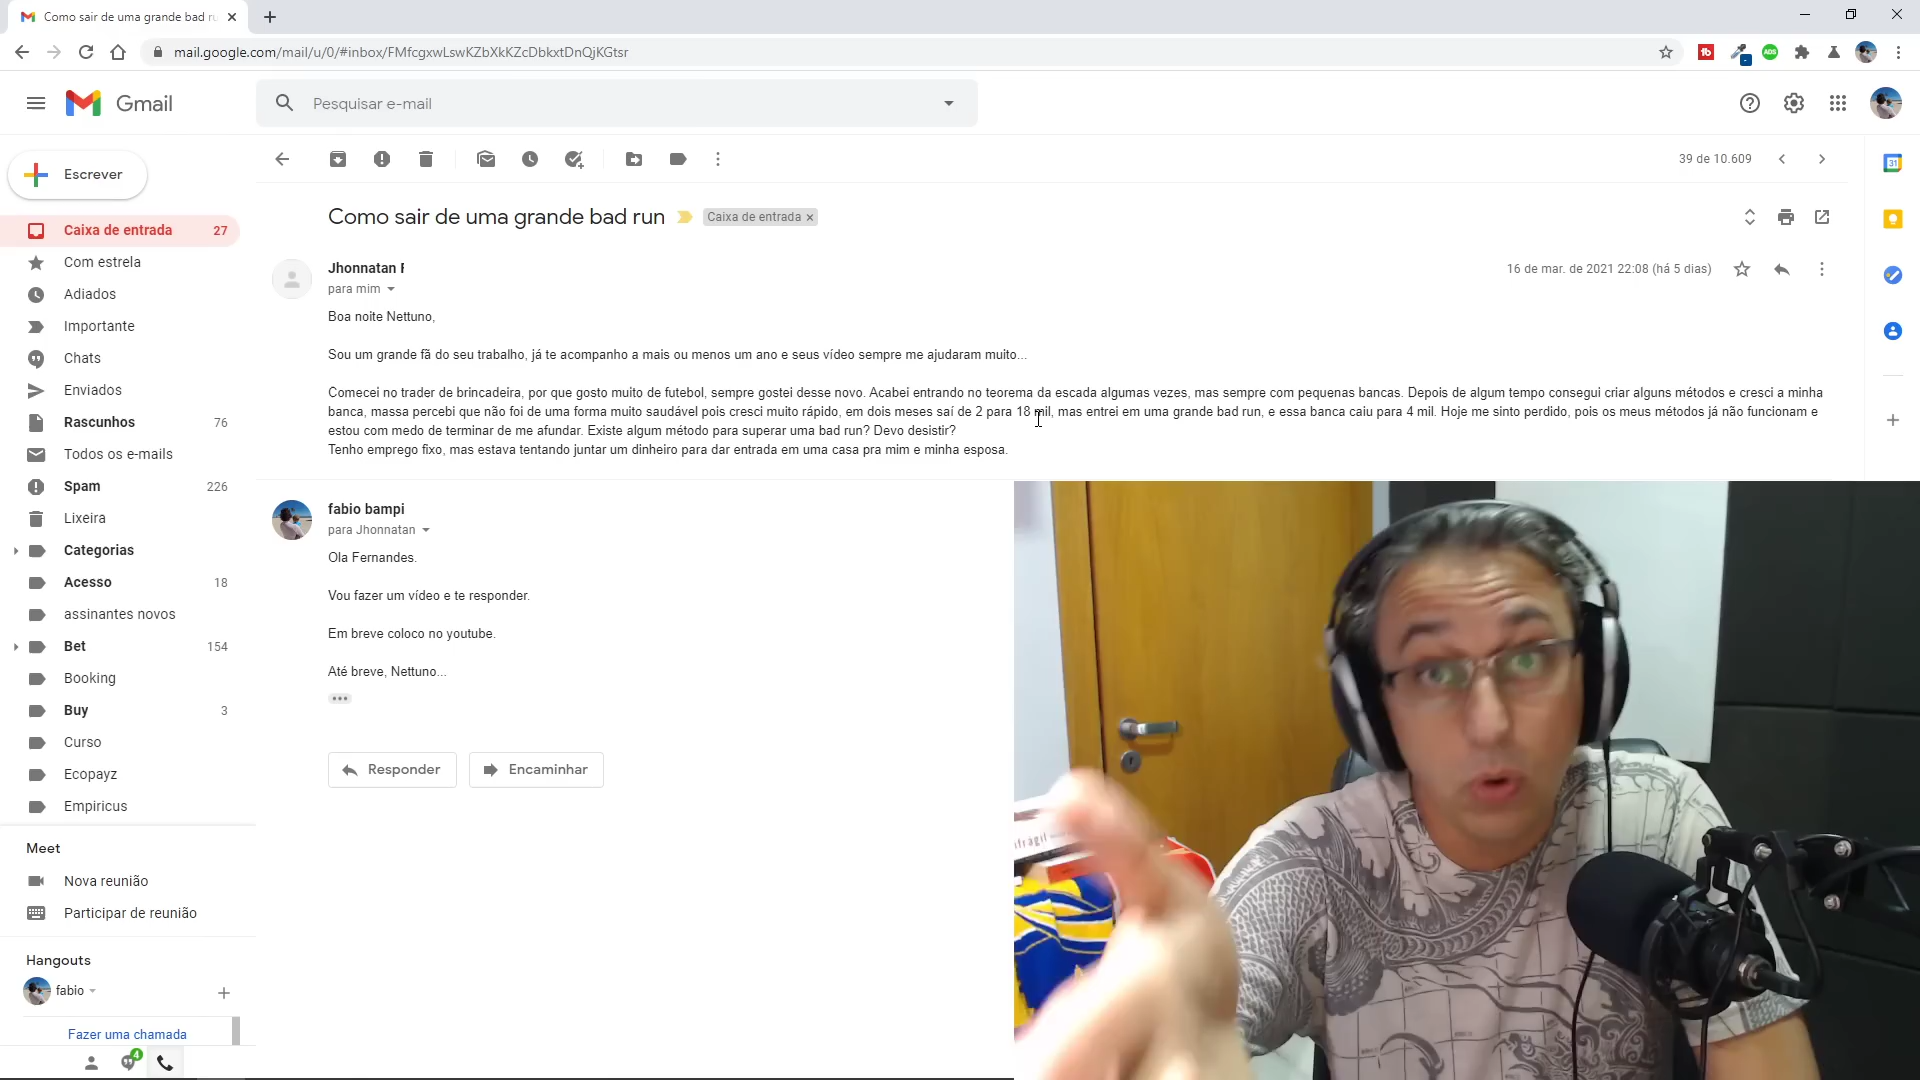 Como sair de uma grande bad ru
mail.google.com/mail/u/0/#inbox/FMfcgxwLswKZbXkKZcDbkxtDnQjKGtsr
Gmail
Pesquisar e-mail
39 de 10.609
31
Escrever
Caixa de entrada 27
Com estrela
Adiados
Importante
Chats
Enviados
Rascunhos 76
Todos os e-mails
Spam 226
Lixeira
Categorias
Acesso 18
assinantes novos
Bet 154
Booking
Buy 3
Curso
Ecopayz
Empiricus
Meet
Nova reunião
Participar de reunião
Hangouts
fabio
Fazer uma chamada
4
Como sair de uma grande bad run
Caixa de entrada
Jhonnatan F
16 de mar. de 2021 22:08 (há 5 dias)
para mim
Boa noite Nettuno,
Sou um grande fã do seu trabalho, já te acompanho a mais ou menos um ano e seus vídeo sempre me ajudaram muito...
Comecei no trader de brincadeira, por que gosto muito de futebol, sempre gostei desse novo. Acabei entrando no teorema da escada algumas vezes, mas sempre com pequenas bancas. Depois de algum tempo consegui criar alguns métodos e cresci a minha
banca, massa percebi que não foi de uma forma muito saudável pois cresci muito rápido, em dois meses saí de 2 para 18 mil, mas entrei em uma grande bad run, e essa banca caiu para 4 mil. Hoje me sinto perdido, pois os meus métodos já não funcionam e
estou com medo de terminar de me afundar. Existe algum método para superar uma bad run? Devo desistir?
Tenho emprego fixo, mas estava tentando juntar um dinheiro para dar entrada em uma casa pra mim e minha esposa.
fabio bampi
para Jhonnatan
Ola Fernandes.
Vou fazer um vídeo e te responder.
Em breve coloco no youtube.
Até breve, Nettuno...
Responder
Encaminhar
fragil